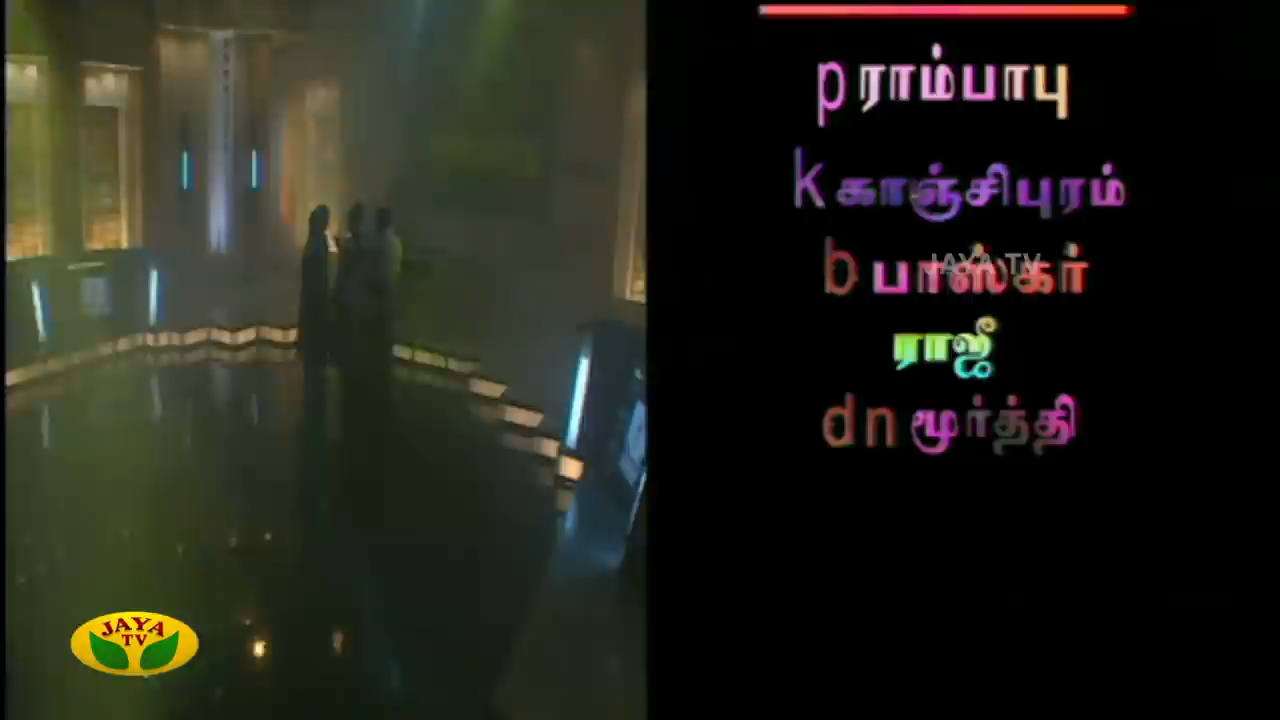 p ராம்பாபு
k காஞ்சிபுரம்
b பாஸ்கர்
JAYA TV
ராஜீ
dn மூர்த்தி
JAYA
TV